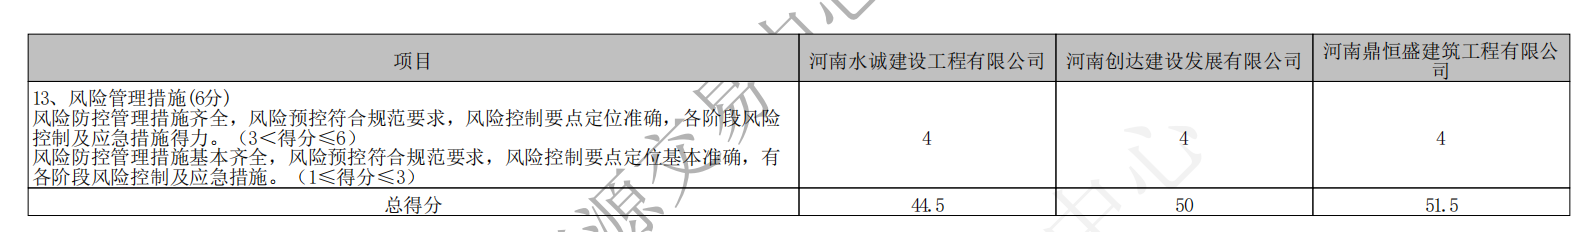 项目
河南水诚建设工程有限公司
河南创达建设发展有限公司
河南鼎恒盛建筑工程有限公
司
13、风险管理措施(6分)
风险防控管理措施齐全，风险预控符合规范要求，风险控制要点定位准确，各阶段风险
控制及应急措施得力。（3＜得分≤6）
风险防控管理措施基本齐全，风险预控符合规范要求，风险控制要点定位基本准确，有
各阶段风险控制及应急措施。（1≤得分≤3）
4
4
4
总得分
44.5
50
51.5
源交易中心
中心